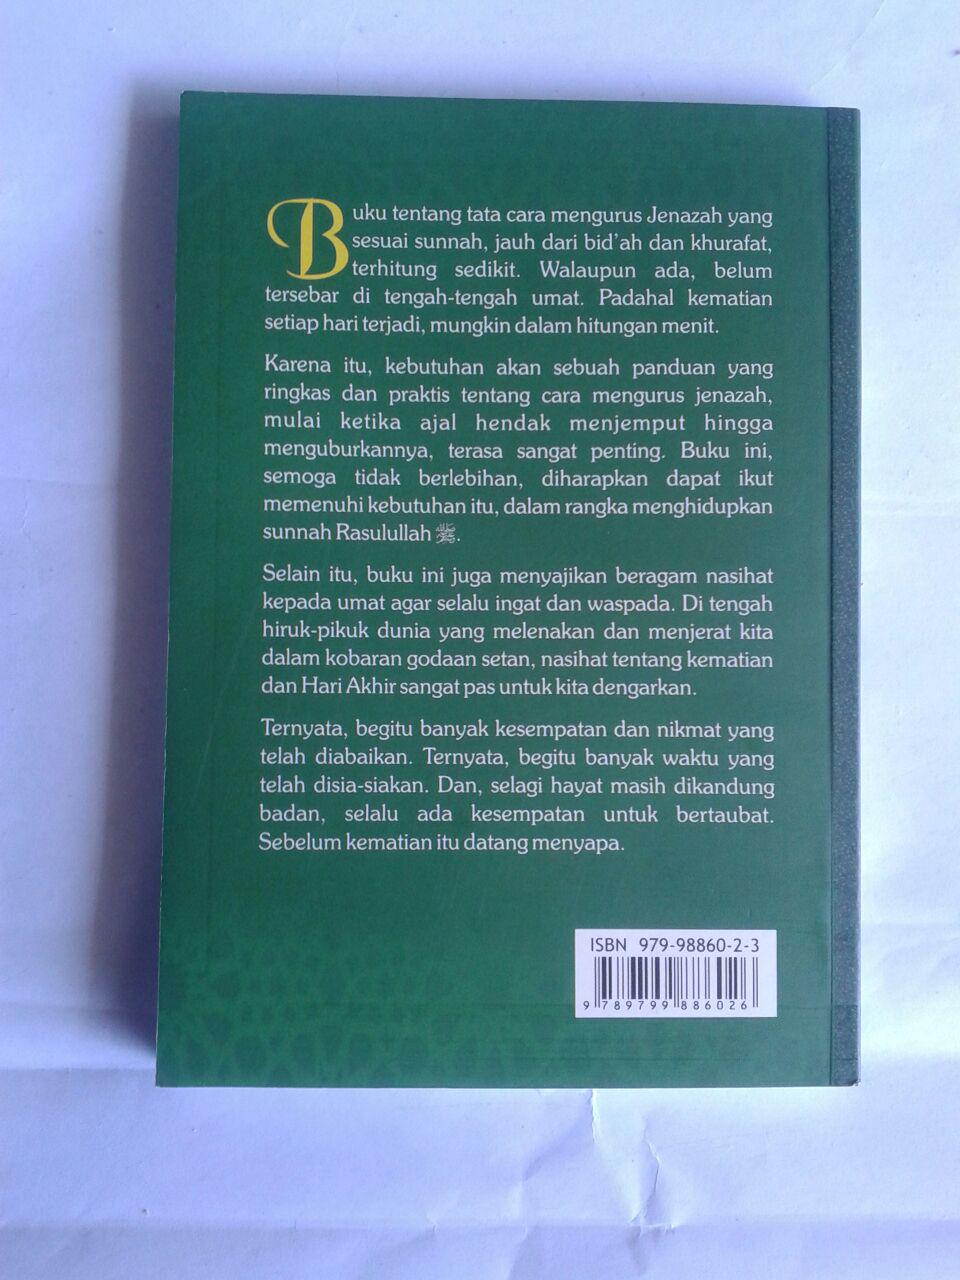 Buku tentang tata cara mengurus Jenazah yang
sesuai sunnah, jauh dari bid'ah dan khurafat,
terhitung sedikit. Walaupun ada, belum
tersebar di tengah-tengah umat. Padahal kematian
setiap hari terjadi, mungkin dalam hitungan menit.
Karena itu, kebutuhan akan sebuah panduan yang
ringkas dan praktis tentang cara mengurus jenazah,
mulai ketika ajal hendak menjemput hingga
menguburkannya, terasa sangat penting. Buku ini,
semoga tidak berlebihan, diharapkan dapat ikut
memenuhi kebutuhan itu, dalam rangka menghidupkan
sunnah Rasulullah ﷺ.
Selain itu, buku ini juga menyajikan beragam nasihat
kepada umat agar selalu ingat dan waspada. Di tengah
hiruk-pikuk dunia yang melenakan dan menjerat kita
dalam kobaran godaan setan, nasihat tentang kematian
dan Hari Akhir sangat pas untuk kita dengarkan.
Ternyata, begitu banyak kesempatan dan nikmat yang
telah diabaikan. Ternyata, begitu banyak waktu yang
telah disia-siakan. Dan, selagi hayat masih dikandung
badan, selalu ada kesempatan untuk bertaubat.
Sebelum kematian itu datang menyapa.
ISBN 979-98860-2-3
9 789799 886026